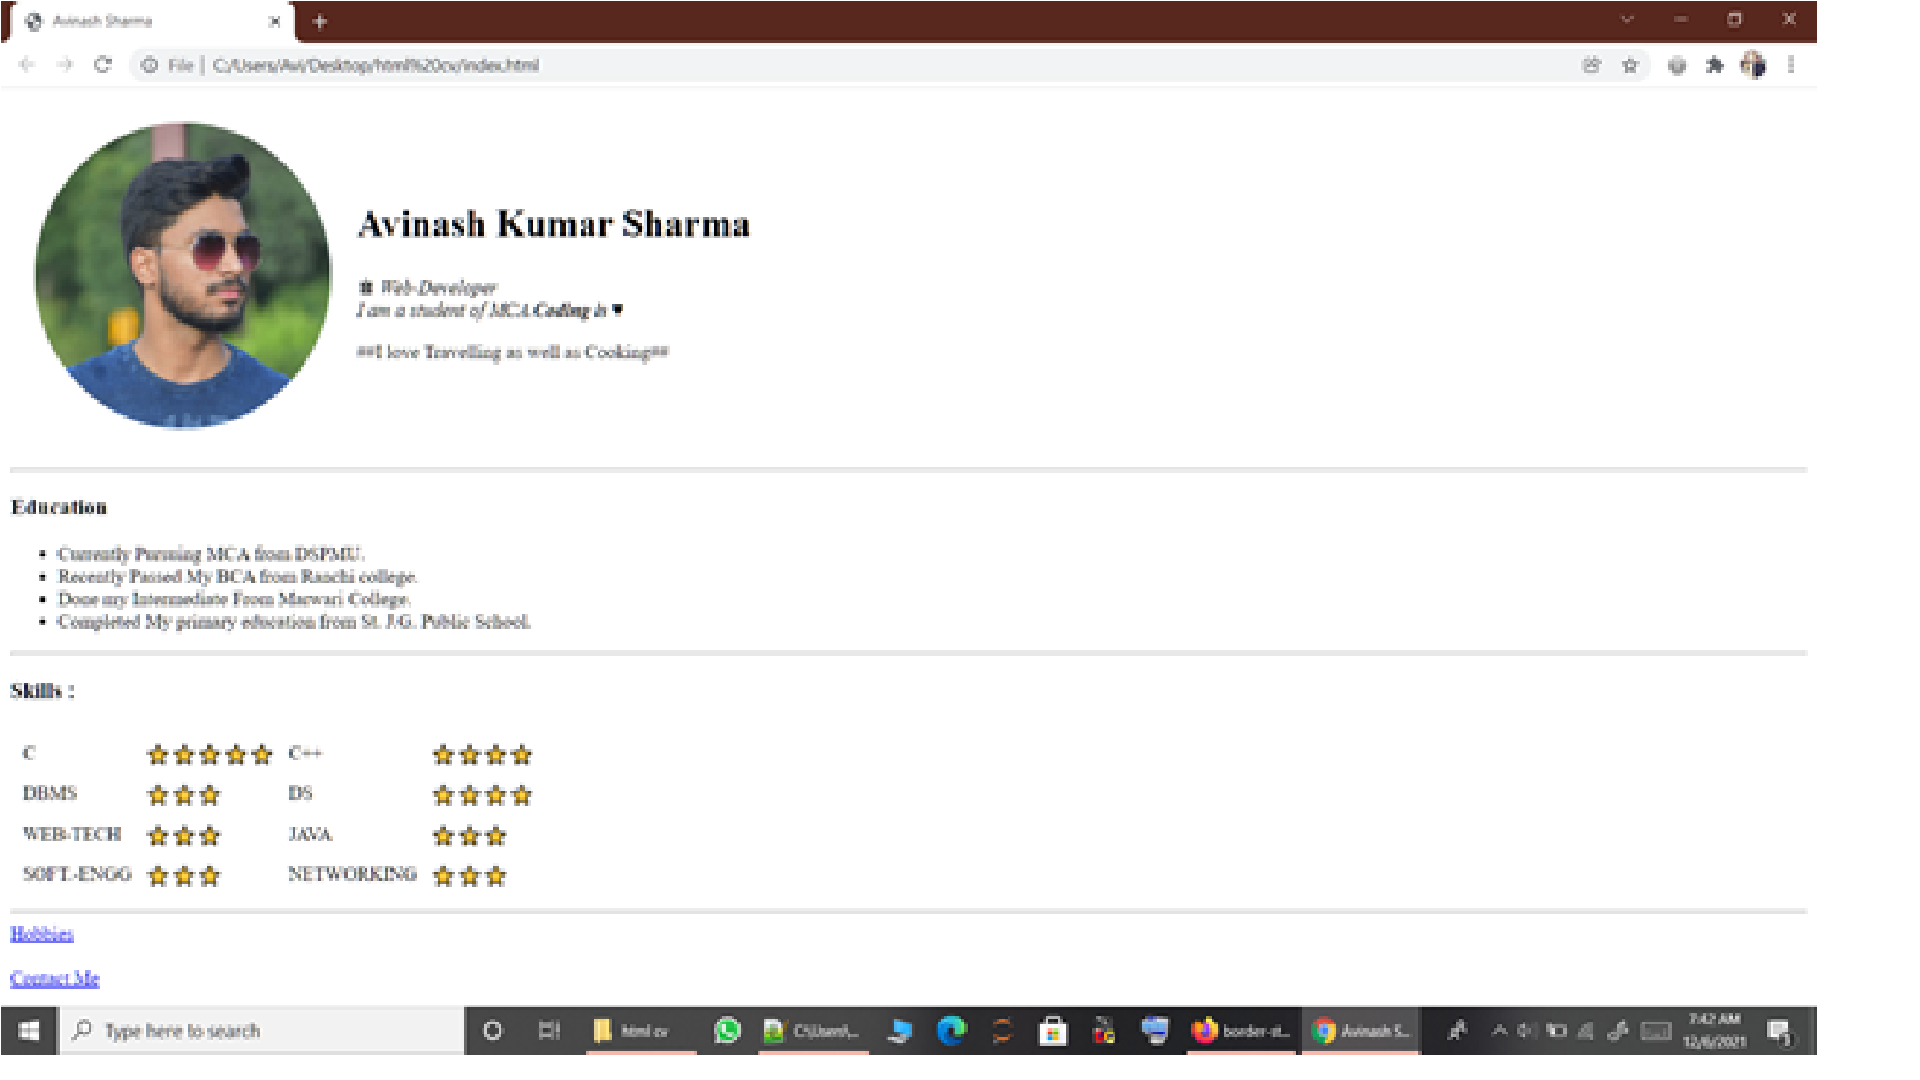 Avinash Sharma
File | C:/Users/Avi/Desktop/html%20cv/index.html
Avinash Kumar Sharma
Web-Developer
I am a student of MCA.Coding is ♥
##I love Travelling as well as Cooking##
Education
• Currently Pursuing MCA from DSPMU.
• Recently Passed My BCA from Ranchi college.
• Done my Intermediate From Marwari College.
• Completed My primary education from St. J.G. Public School.
Skills :
C C++
DBMS DS
WEB-TECH JAVA
SOFT.-ENGG NETWORKING
Hobbies
Contact Me
Type here to search html cv C:\Users\... border-st... Avinash S... 7:42 AM
12/6/2021